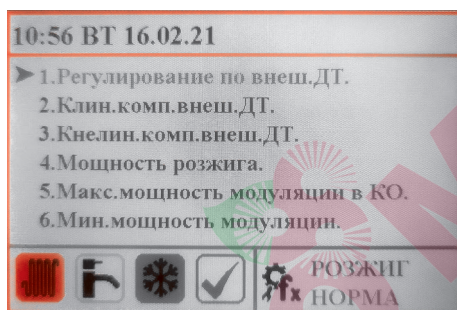 10:56 ВТ 16.02.21
1.Регулирование по внеш.ДТ.
2.Клин.комп.внеш.ДТ.
3.Кнелин.комп.внеш.ДТ.
4.Мощность розжига.
5.Макс.мощность модуляции в КО.
6.Мин.мощность модуляции.
fx
РОЗЖИГ
НОРМА